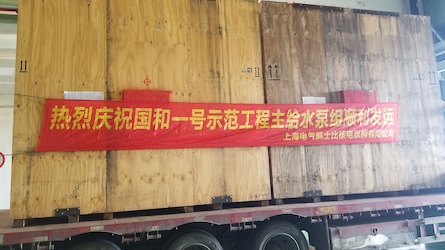 热烈庆祝国和一号示范工程主给水泵组顺利发运
上海电气凯士比核电泵阀有限公司